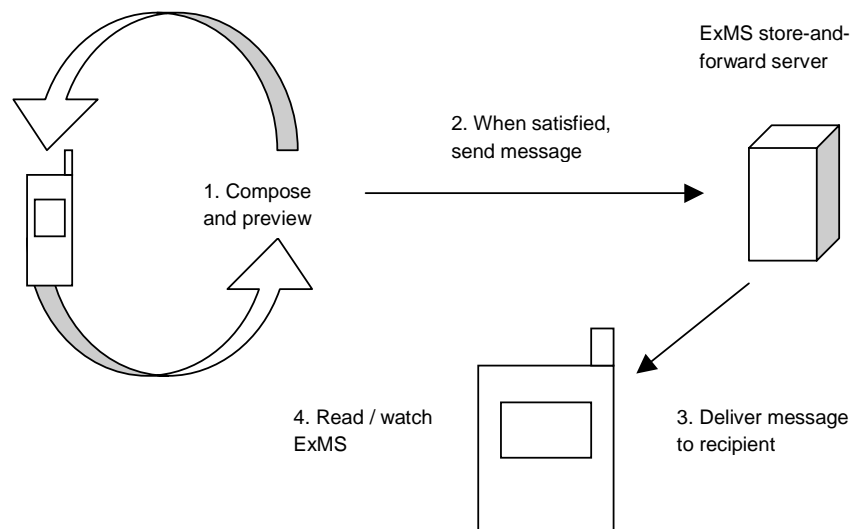 ExMS store-and-
forward server
2. When satisfied,
send message
1. Compose
and preview
4. Read / watch
ExMS
3. Deliver message
to recipient